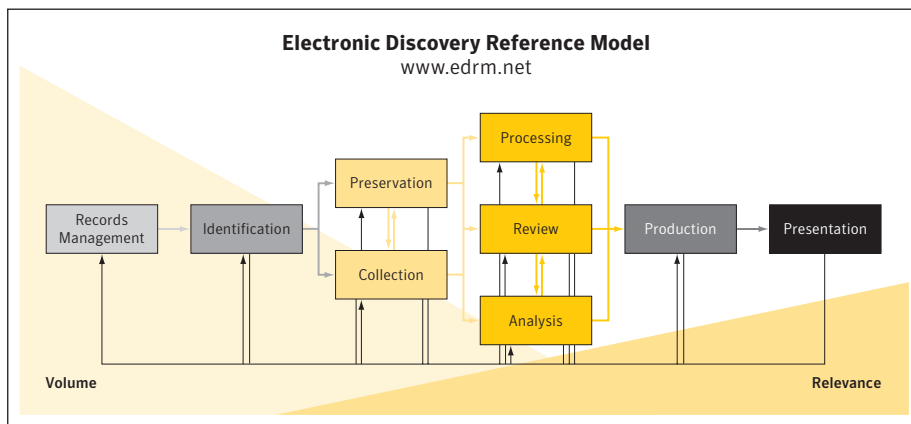 Electronic Discovery Reference Model
www.edrm.net
Processing
Preservation
Records
Management
Identification
Review
Production
Presentation
Collection
Analysis
Volume
Relevance